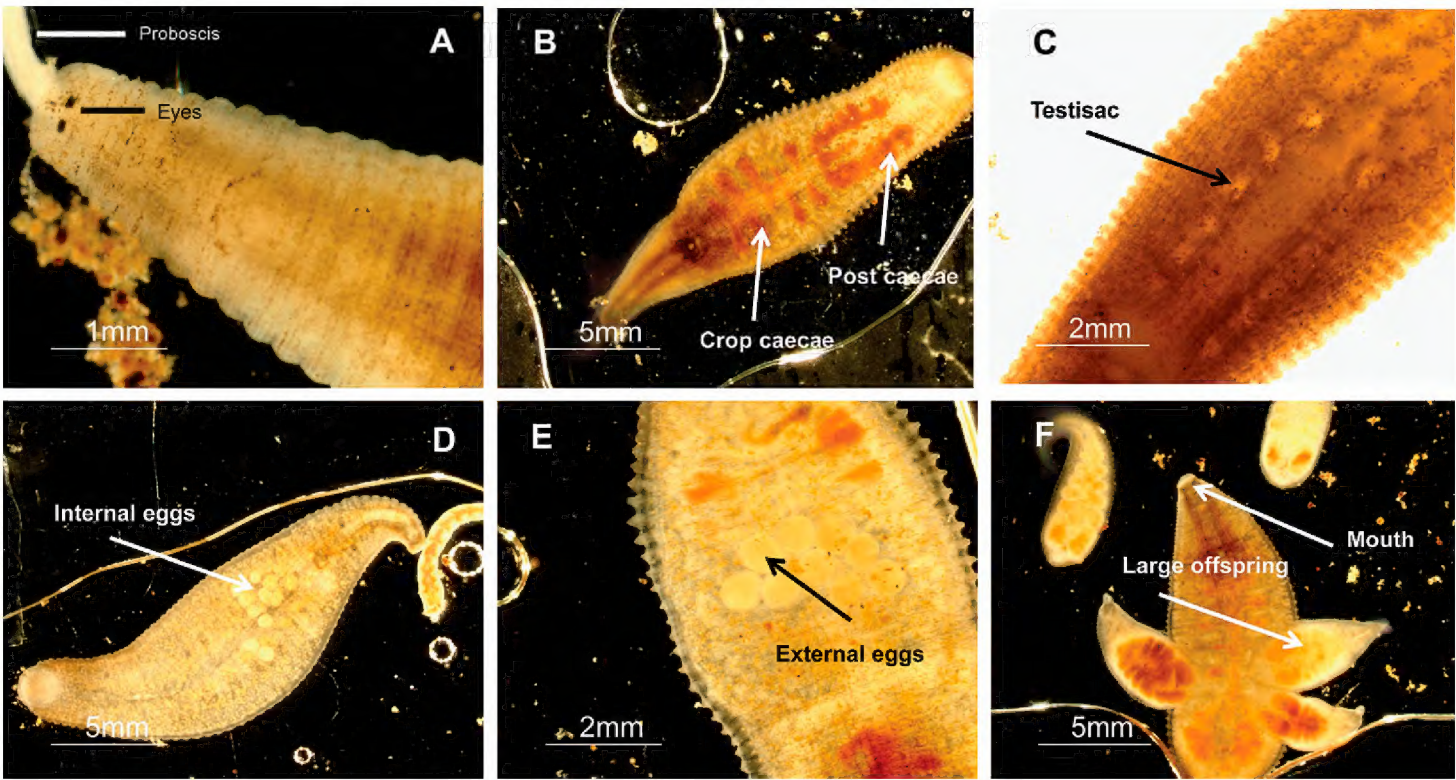 Proboscis
A
Eyes
1mm
B
Post caecae
5mm
Crop caecae
C
Testisac
2mm
D
Internal eggs
5mm
E
External eggs
2mm
F
Mouth
Large offspring
5mm